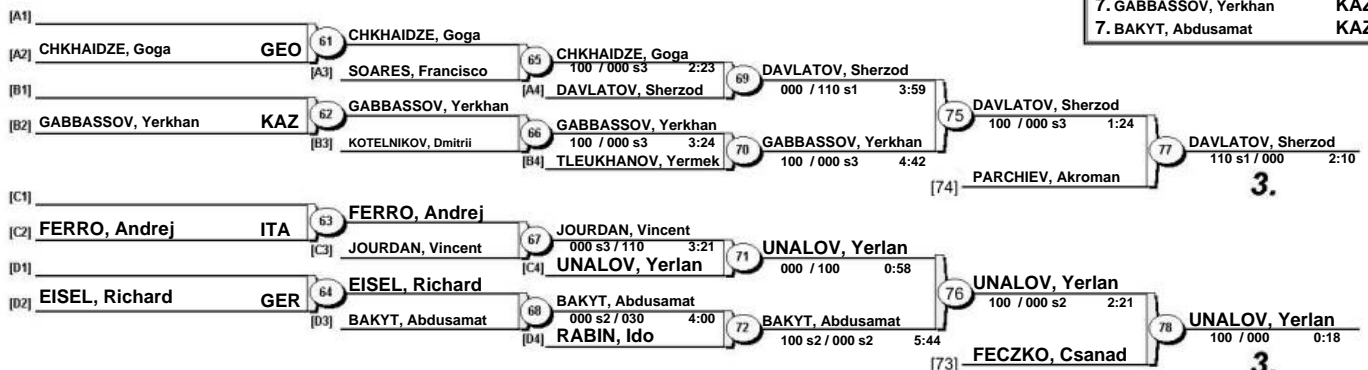 7. GABBASSOV, Yerkhan KAZ
7. BAKYT, Abdusamat KAZ
[A1]
[A2] CHKHAIDZE, Goga GEO
61
CHKHAIDZE, Goga
[A3] SOARES, Francisco
65
CHKHAIDZE, Goga
100 / 000 s3 2:23
[A4] DAVLATOV, Sherzod
69
DAVLATOV, Sherzod
000 / 110 s1 3:59
[B1]
[B2] GABBASSOV, Yerkhan KAZ
62
GABBASSOV, Yerkhan
[B3] KOTELNIKOV, Dmitrii
66
GABBASSOV, Yerkhan
100 / 000 s3 3:24
[B4] TLEUKHANOV, Yermek
70
GABBASSOV, Yerkhan
100 / 000 s3 4:42
75
DAVLATOV, Sherzod
100 / 000 s3 1:24
[74] PARCHIEV, Akroman
77
DAVLATOV, Sherzod
110 s1 / 000 2:10
3.
[C1]
[C2] FERRO, Andrej ITA
63
FERRO, Andrej
[C3] JOURDAN, Vincent
67
JOURDAN, Vincent
000 s3 / 110 3:21
[C4] UNALOV, Yerlan
71
UNALOV, Yerlan
000 / 100 0:58
[D1]
[D2] EISEL, Richard GER
64
EISEL, Richard
[D3] BAKYT, Abdusamat
68
BAKYT, Abdusamat
000 s2 / 030 4:00
[D4] RABIN, Ido
72
BAKYT, Abdusamat
100 s2 / 000 s2 5:44
76
UNALOV, Yerlan
100 / 000 s2 2:21
[73] FECZKO, Csanad
78
UNALOV, Yerlan
100 / 000 0:18
3.